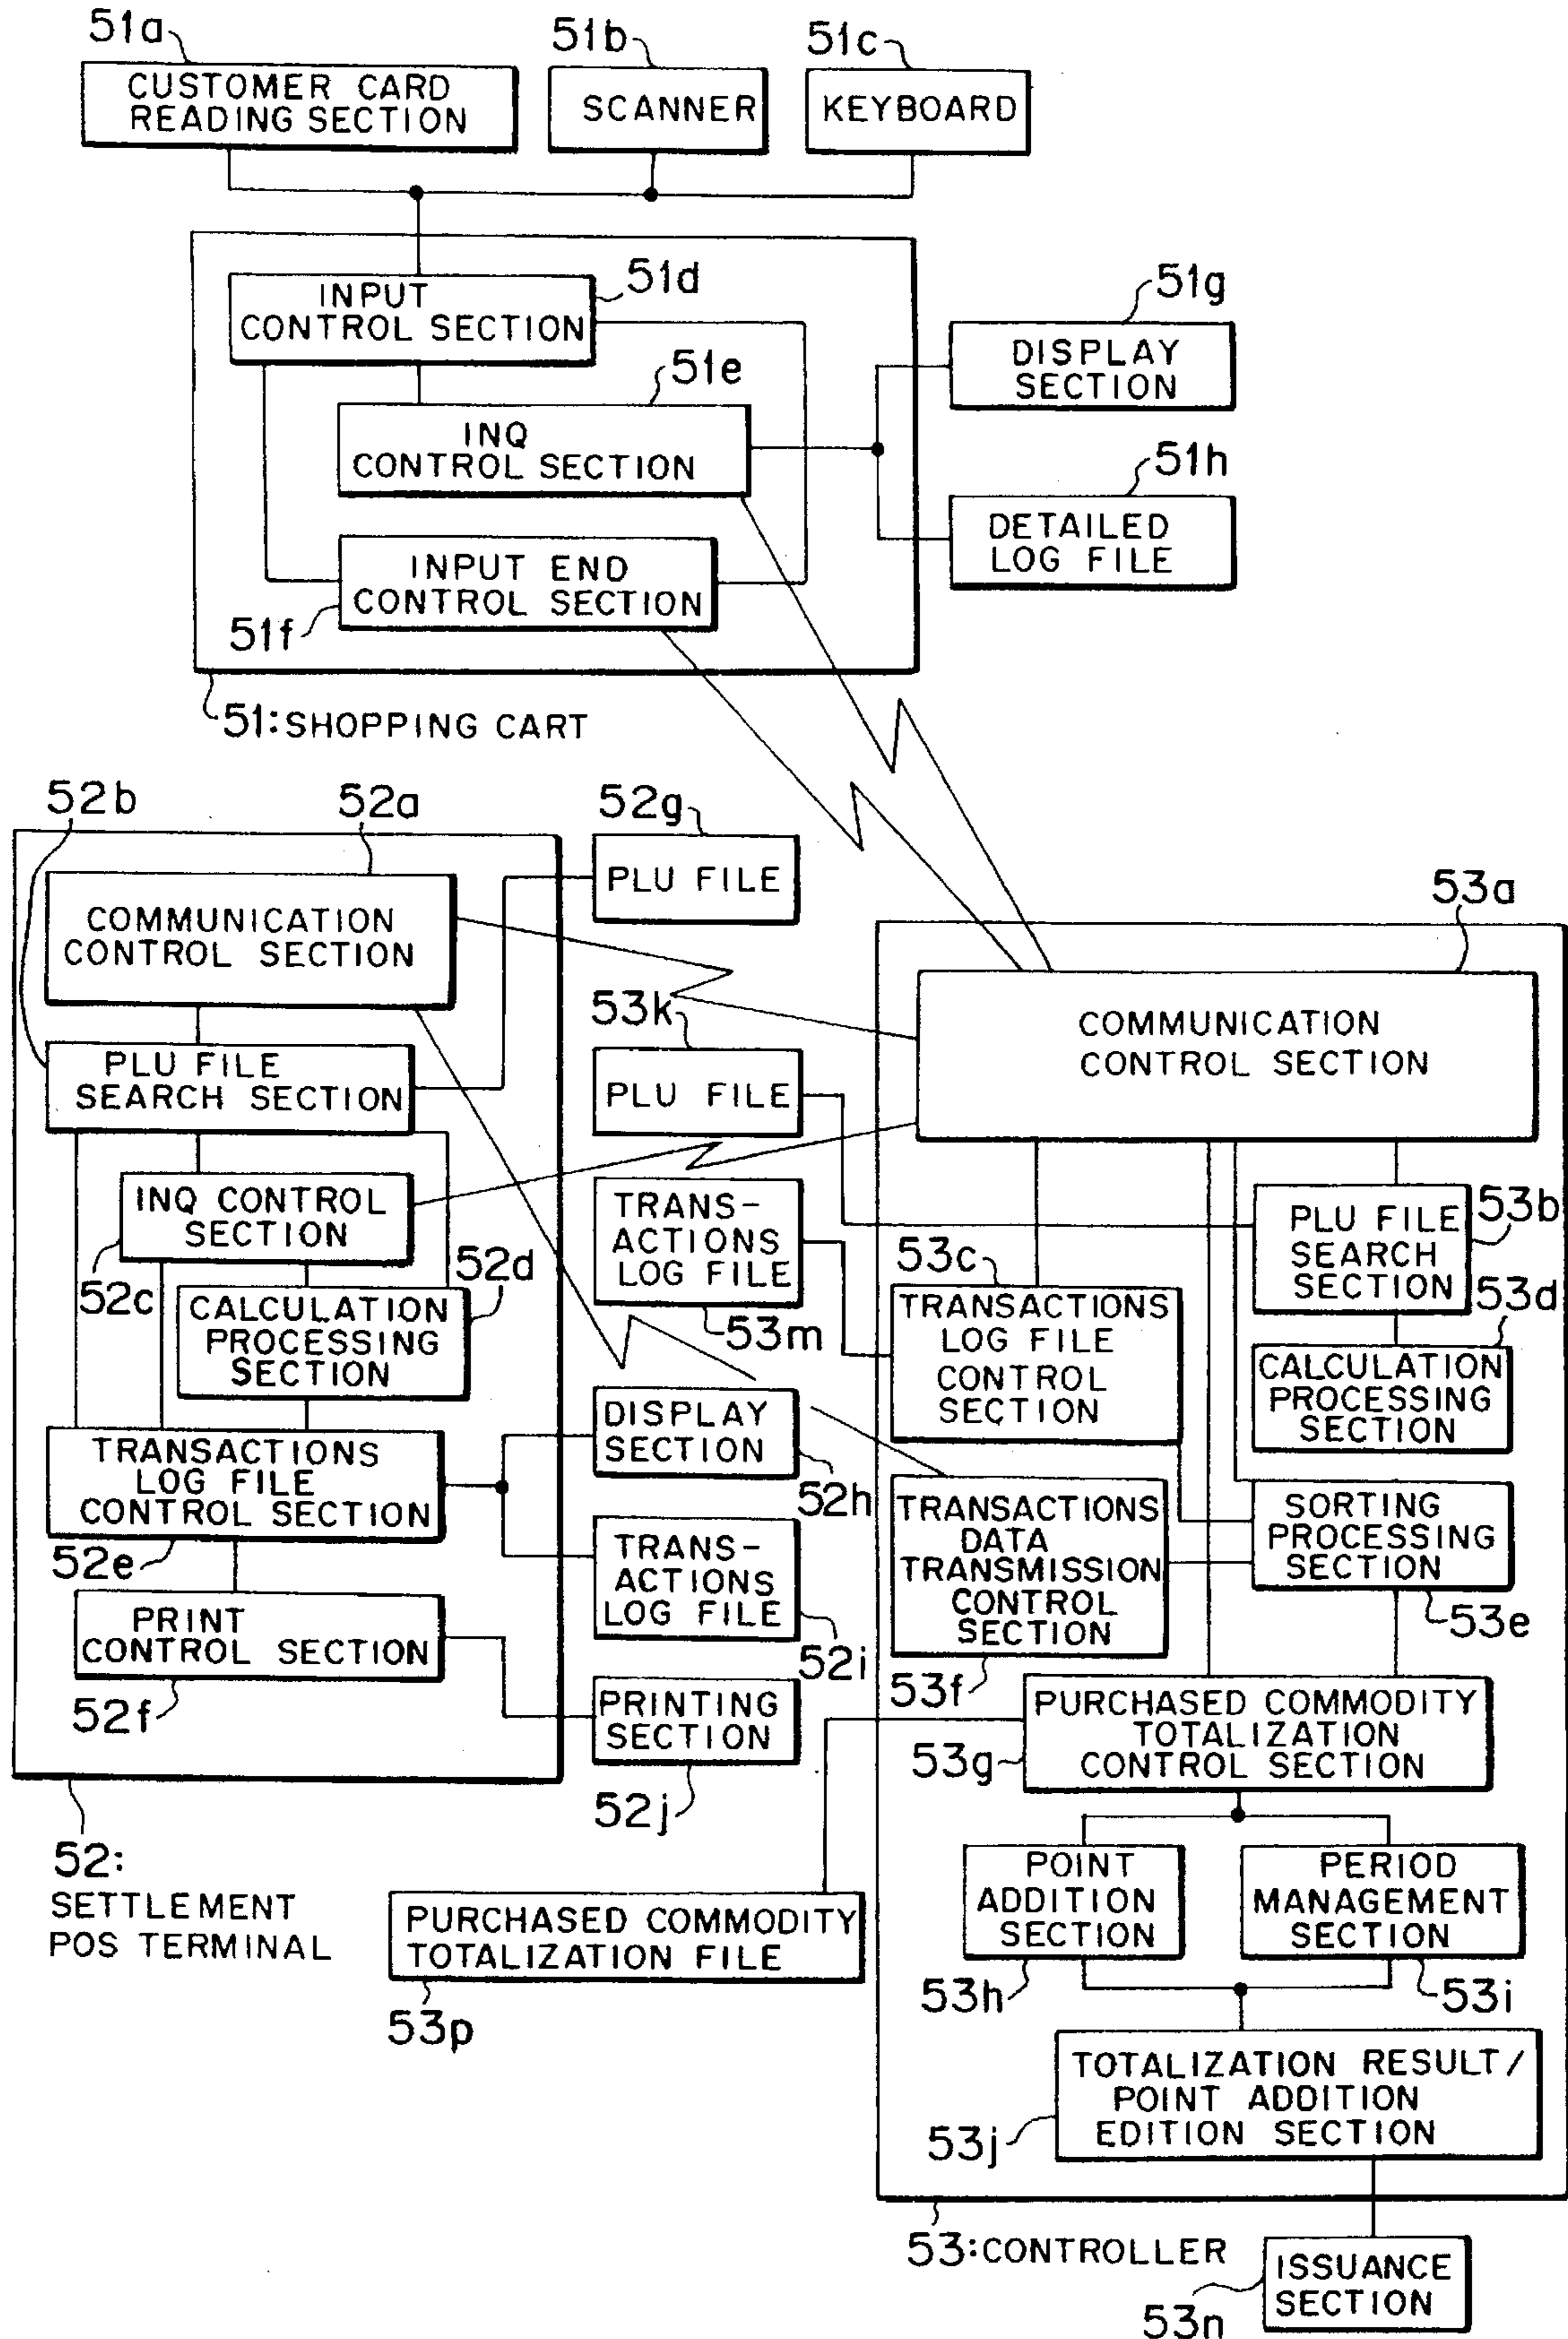 51a
CUSTOMER CARD
READING SECTION
51b
SCANNER
51c
KEYBOARD
51d
INPUT
CONTROL SECTION
51e
INQ
CONTROL SECTION
INPUT END
CONTROL SECTION
51f
51g
DISPLAY
SECTION
51h
DETAILED
LOG FILE
51:SHOPPING CART
52b
52a
COMMUNICATION
CONTROL SECTION
PLU FILE
SEARCH SECTION
INQ CONTROL
SECTION
52c
52d
CALCULATION
PROCESSING
SECTION
TRANSACTIONS
LOG FILE
CONTROL SECTION
52e
PRINT
CONTROL SECTION
52f
52:
SETTLEMENT
POS TERMINAL
52g
PLU FILE
53k
PLU FILE
TRANS-
ACTIONS
LOG FILE
53m
DISPLAY
SECTION
52h
TRANS-
ACTIONS
LOG FILE
52i
PRINTING
SECTION
52j
PURCHASED COMMODITY
TOTALIZATION FILE
53p
53a
COMMUNICATION
CONTROL SECTION
PLU FILE
SEARCH
SECTION
53b
53c
TRANSACTIONS
LOG FILE
CONTROL
SECTION
53d
CALCULATION
PROCESSING
SECTION
TRANSACTIONS
DATA
TRANSMISSION
CONTROL
SECTION
53f
SORTING
PROCESSING
SECTION
53e
PURCHASED COMMODITY
TOTALIZATION
CONTROL SECTION
53g
POINT
ADDITION
SECTION
53h
PERIOD
MANAGEMENT
SECTION
53i
TOTALIZATION RESULT/
POINT ADDITION
EDITION SECTION
53j
53:CONTROLLER
ISSUANCE
SECTION
53n